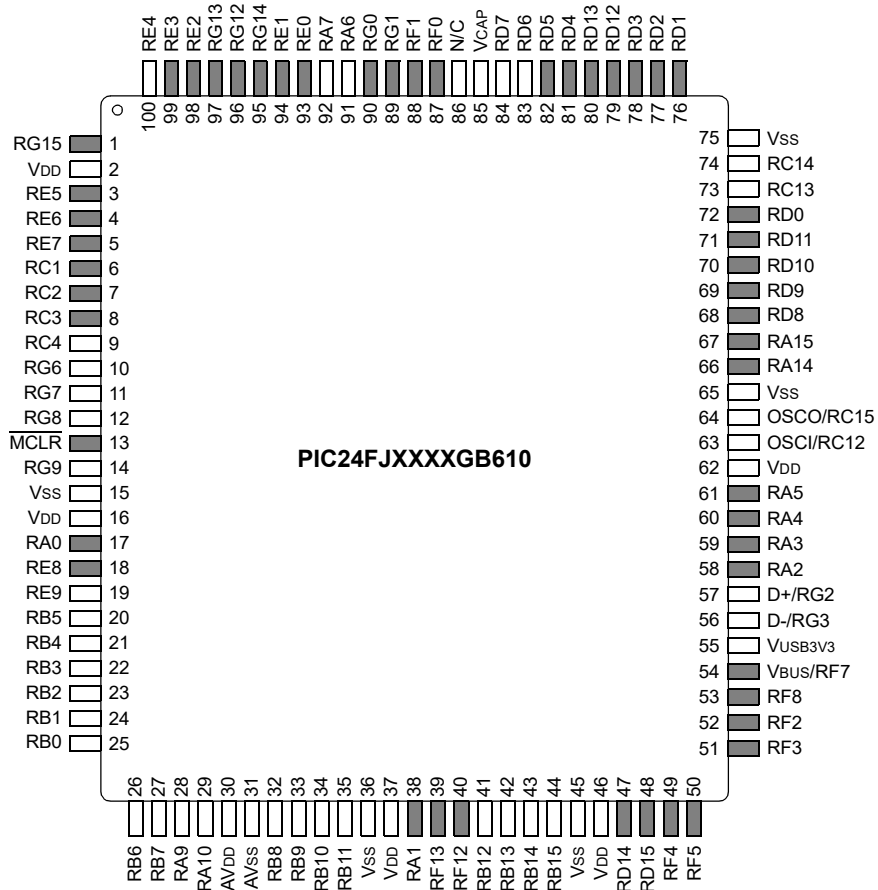 RE4
RE3
RE2
RG13
RG12
RG14
RE1
RE0
RA7
RA6
RG0
RG1
RF1
RF0
N/C
VCAP
RD7
RD6
RD5
RD4
RD13
RD12
RD3
RD2
RD1
100
99
98
97
96
95
94
93
92
91
90
89
88
87
86
85
84
83
82
81
80
79
78
77
76
RG15 1
VDD 2
RE5 3
RE6 4
RE7 5
RC1 6
RC2 7
RC3 8
RC4 9
RG6 10
RG7 11
RG8 12
MCLR 13
RG9 14
VSS 15
VDD 16
RA0 17
RE8 18
RE9 19
RB5 20
RB4 21
RB3 22
RB2 23
RB1 24
RB0 25
PIC24FJXXXXGB610
75 VSS
74 RC14
73 RC13
72 RD0
71 RD11
70 RD10
69 RD9
68 RD8
67 RA15
66 RA14
65 VSS
64 OSCO/RC15
63 OSCI/RC12
62 VDD
61 RA5
60 RA4
59 RA3
58 RA2
57 D+/RG2
56 D-/RG3
55 VUSB3V3
54 VBUS/RF7
53 RF8
52 RF2
51 RF3
26
27
28
29
30
31
32
33
34
35
36
37
38
39
40
41
42
43
44
45
46
47
48
49
50
RB6
RB7
RA9
RA10
AVDD
AVSS
RB8
RB9
RB10
RB11
VSS
VDD
RA1
RF13
RF12
RB12
RB13
RB14
RB15
VSS
VDD
RD14
RD15
RF4
RF5